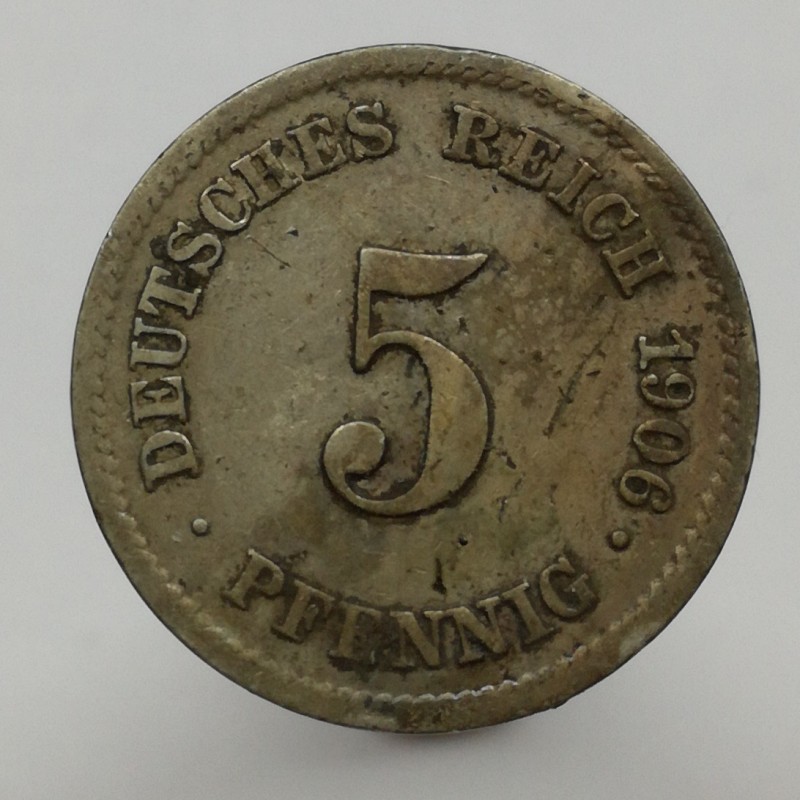 DEUTSCHES REICH 1906
5
PFENNIG